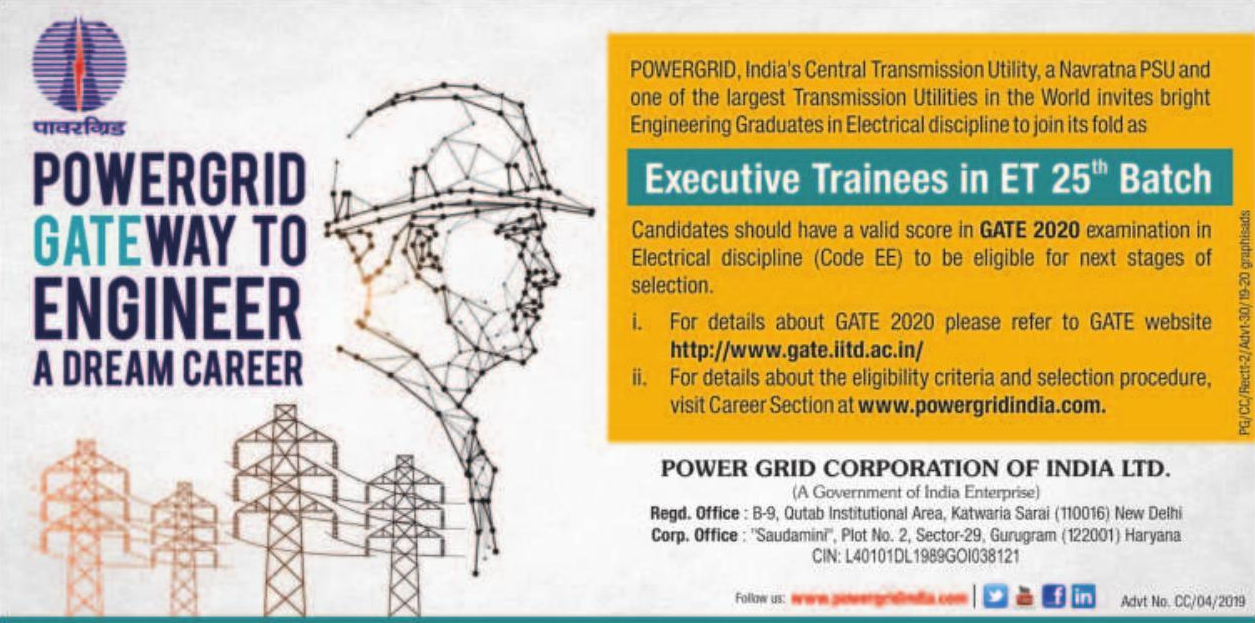 पावरग्रिड
POWERGRID
GATEWAY TO
ENGINEER
A DREAM CAREER
POWERGRID, India's Central Transmission Utility, a Navratna PSU and
one of the largest Transmission Utilities in the World invites bright
Engineering Graduates in Electrical discipline to join its fold as
Executive Trainees in ET 25th Batch
Candidates should have a valid score in GATE 2020 examination in
Electrical discipline (Code EE) to be eligible for next stages of
selection.
i. For details about GATE 2020 please refer to GATE website
http://www.gate.iitd.ac.in/
ii. For details about the eligibility criteria and selection procedure,
visit Career Section at www.powergridindia.com.
PG/CC/Rectt-2/Advt-30/19-20 graphisads
POWER GRID CORPORATION OF INDIA LTD.
(A Government of India Enterprise)
Regd. Office : B-9, Qutab Institutional Area, Katwaria Sarai (110016) New Delhi
Corp. Office : "Saudamini", Plot No. 2, Sector-29, Gurugram (122001) Haryana
CIN: L40101DL1989GOI038121
Follow us: www.powergridindia.com
Advt No. CC/04/2019